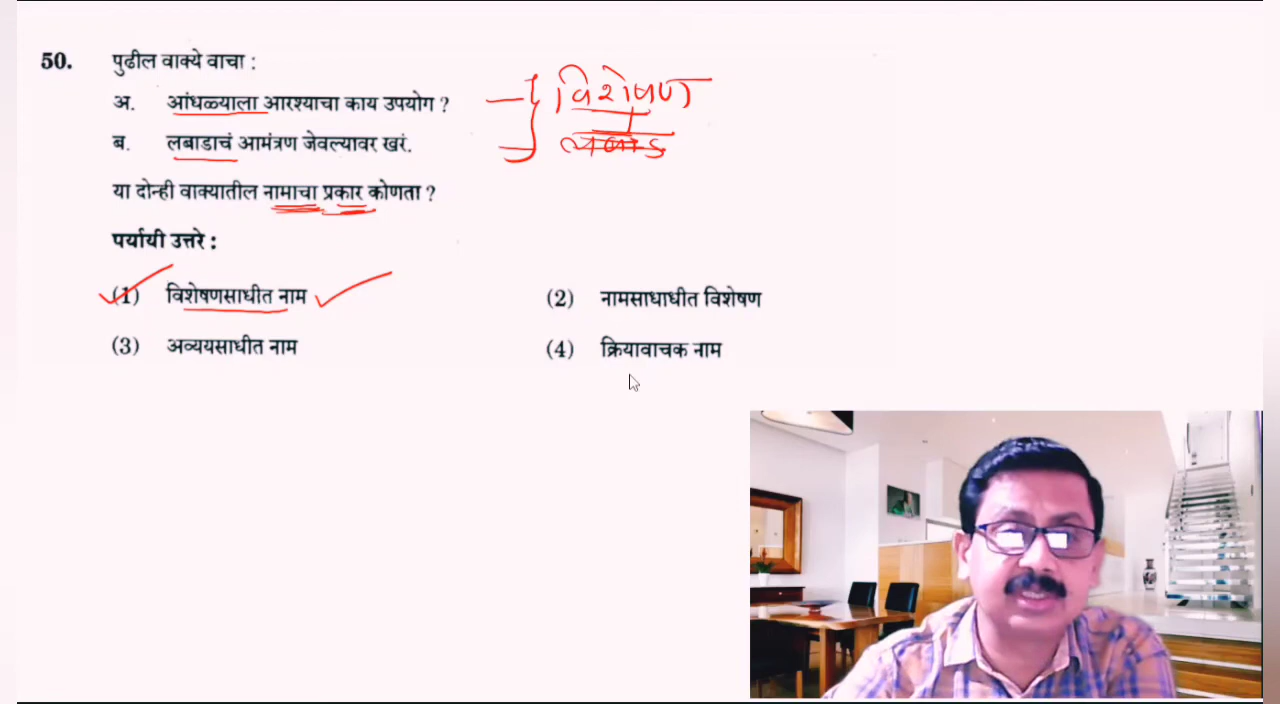 50. पुढील वाक्ये वाचा :
अ. आंधळ्याला आरश्याचा काय उपयोग ? विशेषण
ब. लबाडाचं आमंत्रण जेवल्यावर खरं.
या दोन्ही वाक्यातील नामाचा प्रकार कोणता ?
पर्यायी उत्तरे :
(1) विशेषणसाधीत नाम (2) नामसाधाधीत विशेषण
(3) अव्ययसाधीत नाम (4) क्रियावाचक नाम